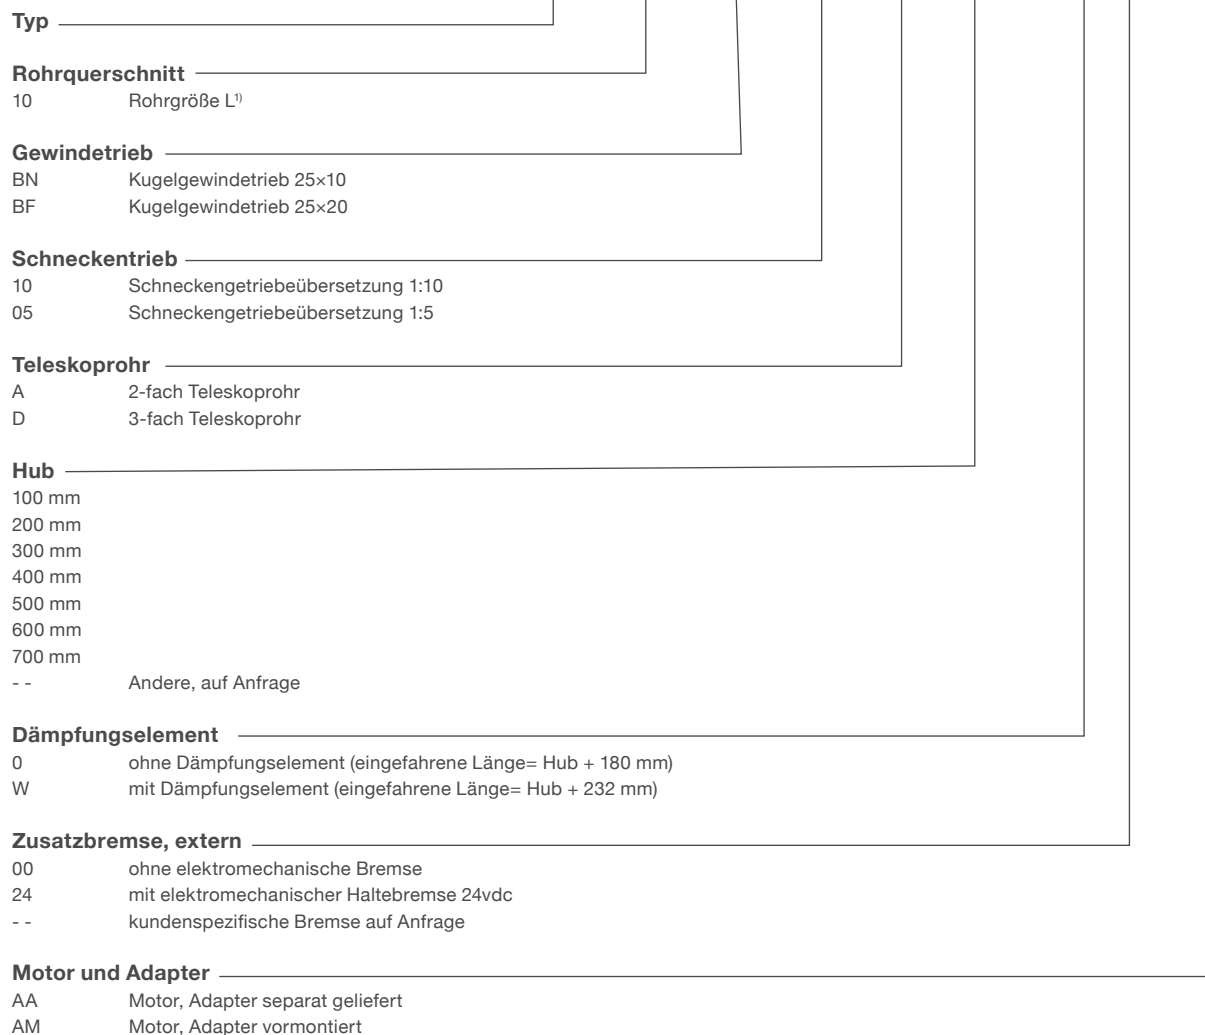 Typ
Rohrquerschnitt
10 Rohrgröße L1)
Gewindetrieb
BN Kugelgewindetrieb 25×10
BF Kugelgewindetrieb 25×20
Schneckentrieb
10 Schneckengetriebeübersetzung 1:10
05 Schneckengetriebeübersetzung 1:5
Teleskoprohr
A 2-fach Teleskoprohr
D 3-fach Teleskoprohr
Hub
100 mm
200 mm
300 mm
400 mm
500 mm
600 mm
700 mm
- - Andere, auf Anfrage
Dämpfungselement
0 ohne Dämpfungselement (eingefahrene Länge= Hub + 180 mm)
W mit Dämpfungselement (eingefahrene Länge= Hub + 232 mm)
Zusatzbremse, extern
00 ohne elektromechanische Bremse
24 mit elektromechanischer Haltebremse 24vdc
- - kundenspezifische Bremse auf Anfrage
Motor und Adapter
AA Motor, Adapter separat geliefert
AM Motor, Adapter vormontiert